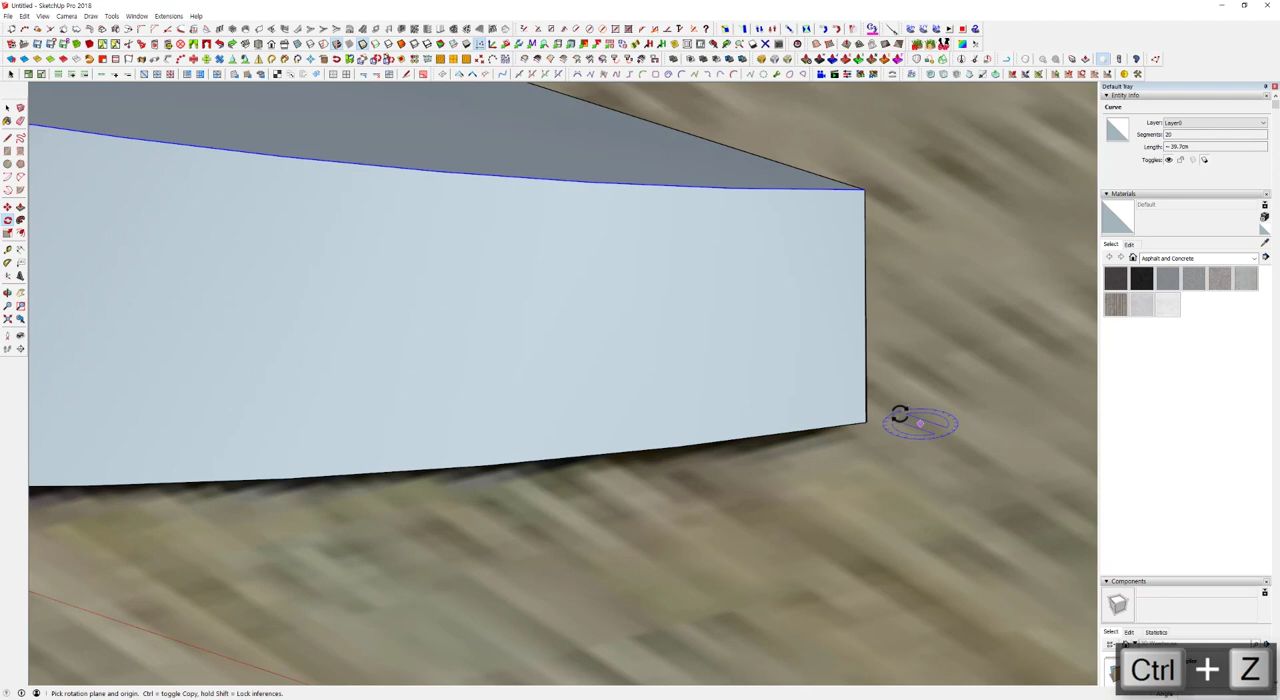 Untitled - SketchUp Pro 2018
File Edit View Camera Draw Tools Window Extensions Help
Default Tray
Entity Info
Curve
Layer: Layer0
Segments: 20
Length: ~ 39.7cm
Toggles:
Materials
Default
Select Edit
Asphalt and Concrete
Components
Select Edit Statistics
Ctrl + Z
Pick rotation plane and origin. Ctrl = toggle Copy, hold Shift = Lock inferences.